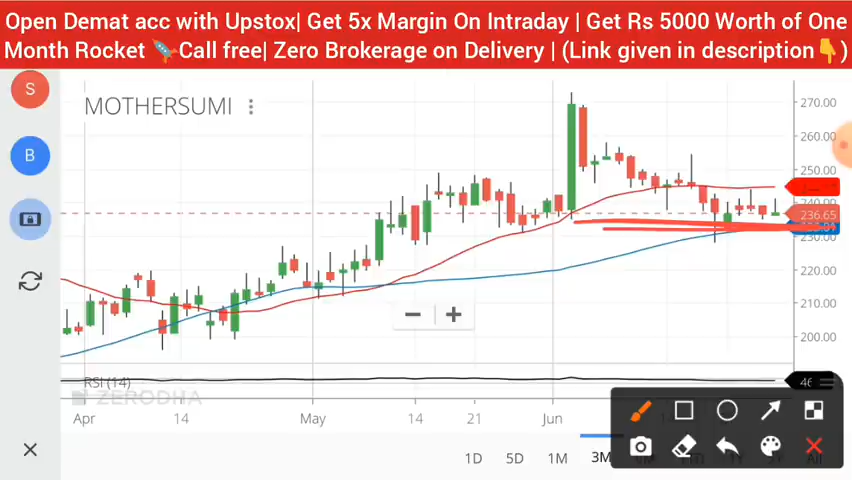 Open Demat acc with Upstox| Get 5x Margin On Intraday | Get Rs 5000 Worth of One
Month Rocket 🚀Call free| Zero Brokerage on Delivery | (Link given in description👇)
S
B
MOTHERSUMI
270.00
260.00
250.00
236.65
230.00
220.00
210.00
200.00
RSI (14)
46
ZERODHA
Apr 14 May 14 21 Jun
1D 5D 1M 3M